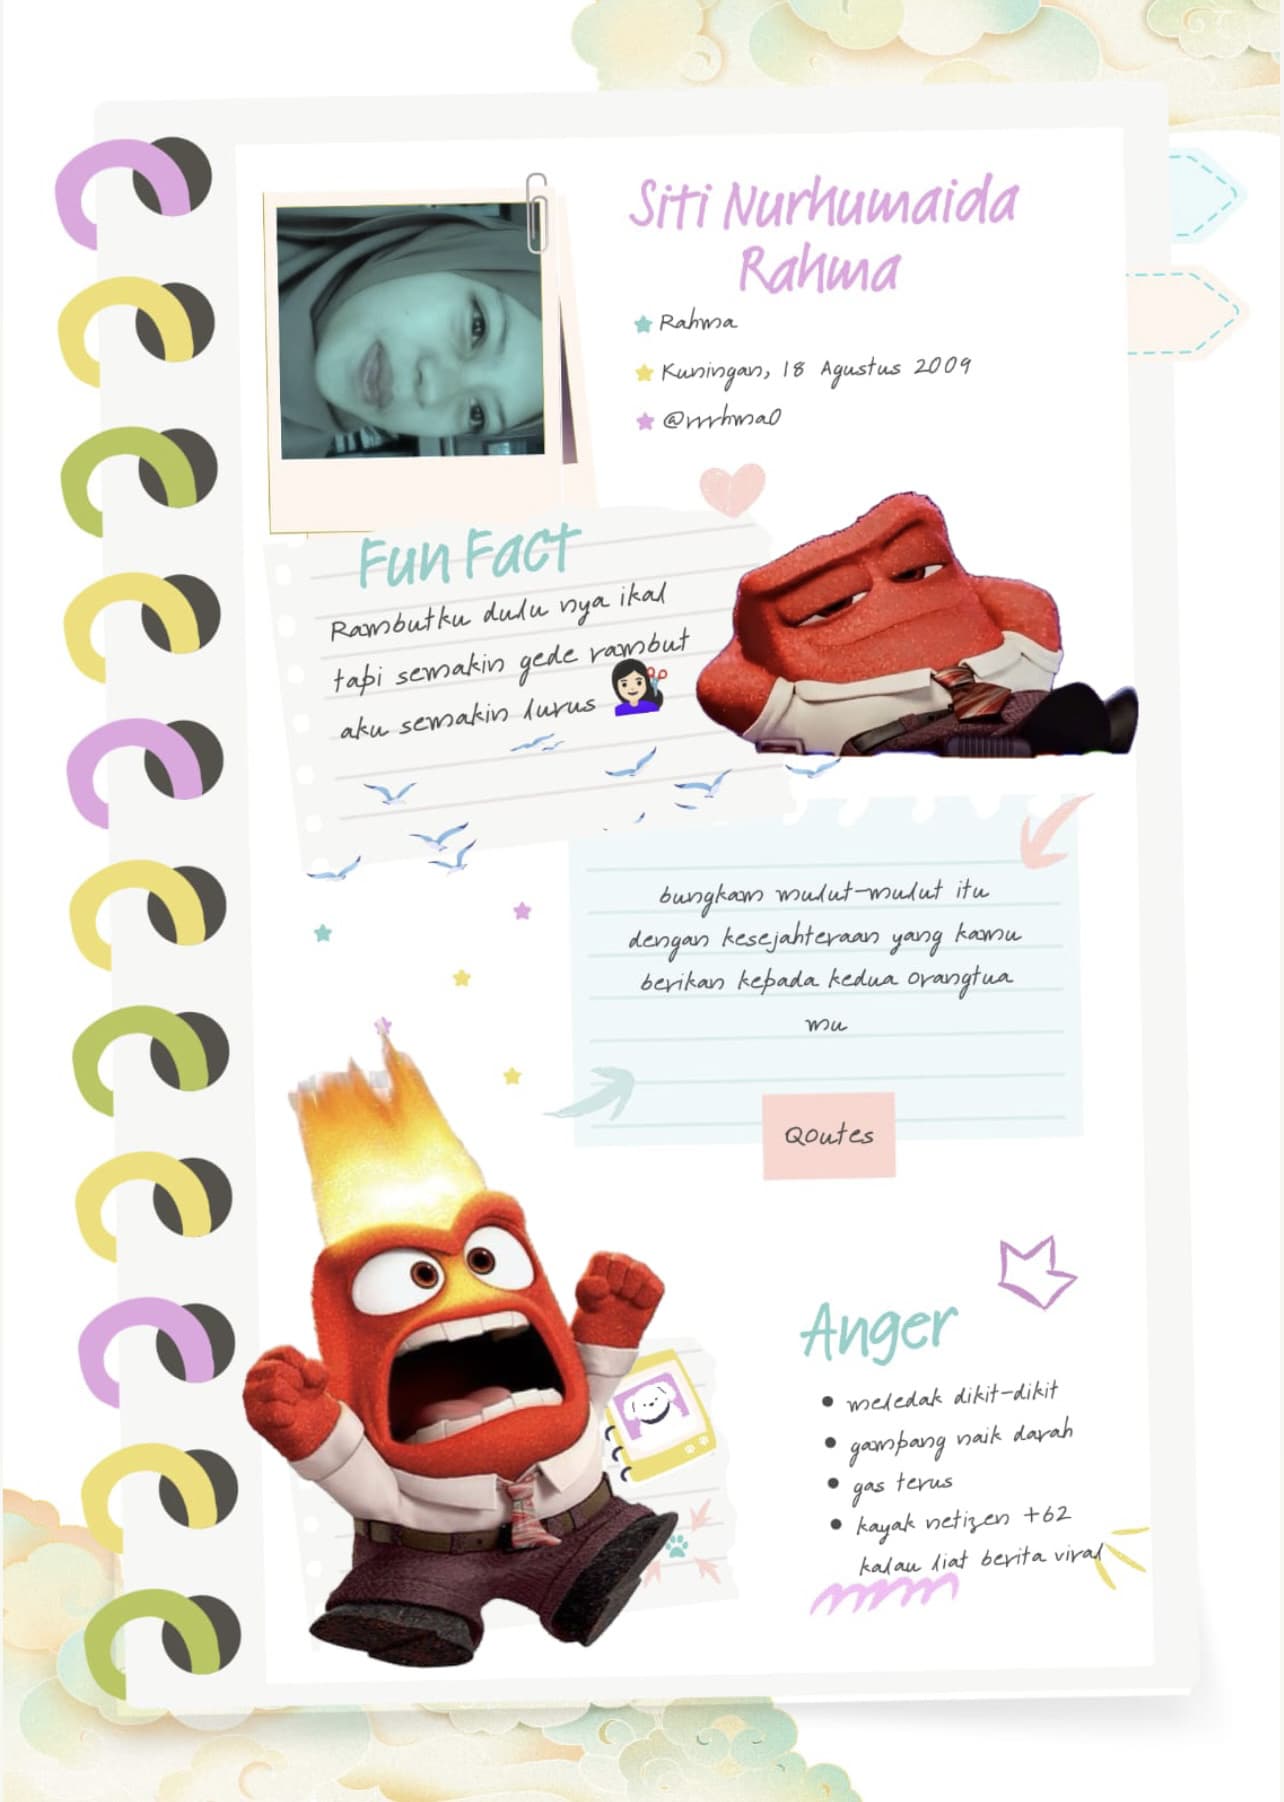 Siti Nurhumaida
Rahma
Rahma
Kuningan, 18 Agustus 2009
@rrrhma0
Fun Fact
Rambutku dulu nya ikal
tapi semakin gede rambut
aku semakin lurus
bungkam mulut-mulut itu
dengan kesejahteraan yang kamu
berikan kepada kedua orangtua
mu
Qoutes
Anger
meledak dikit-dikit
gampang naik darah
gas terus
kayak netizen +62
kalau liat berita viral